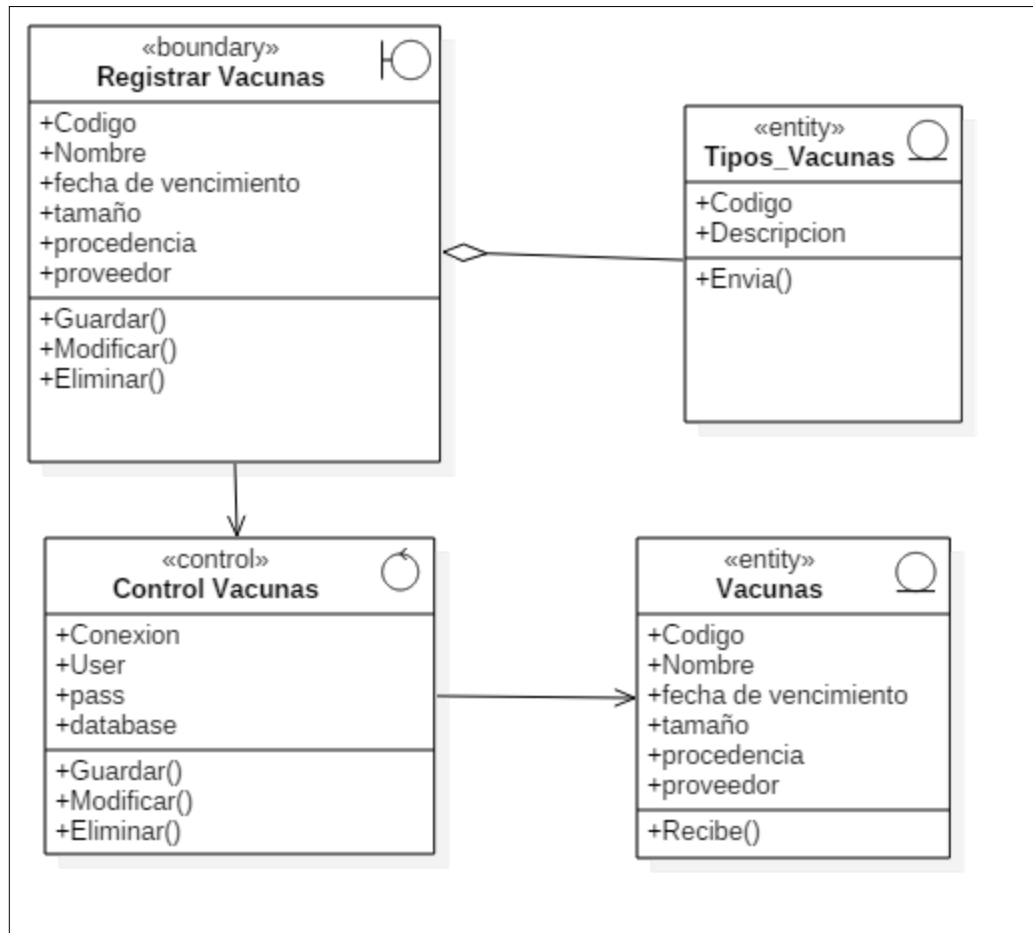 «boundary»
Registrar Vacunas
+Codigo
+Nombre
+fecha de vencimiento
+tamaño
+procedencia
+proveedor
+Guardar()
+Modificar()
+Eliminar()
«entity»
Tipos_Vacunas
+Codigo
+Descripcion
+Envia()
«control»
Control Vacunas
+Conexion
+User
+pass
+database
+Guardar()
+Modificar()
+Eliminar()
«entity»
Vacunas
+Codigo
+Nombre
+fecha de vencimiento
+tamaño
+procedencia
+proveedor
+Recibe()